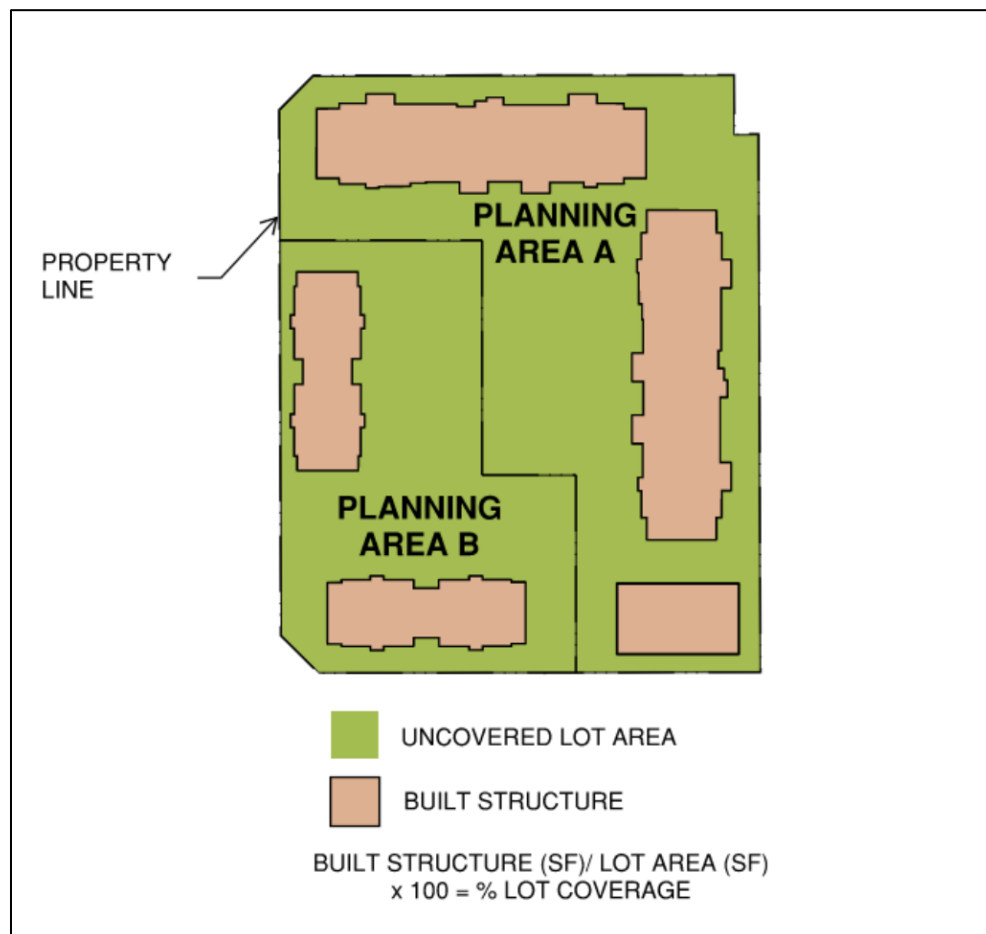 PLANNING
AREA A
PROPERTY
LINE
PLANNING
AREA B
UNCOVERED LOT AREA
BUILT STRUCTURE
BUILT STRUCTURE (SF)/ LOT AREA (SF)
x 100 = % LOT COVERAGE